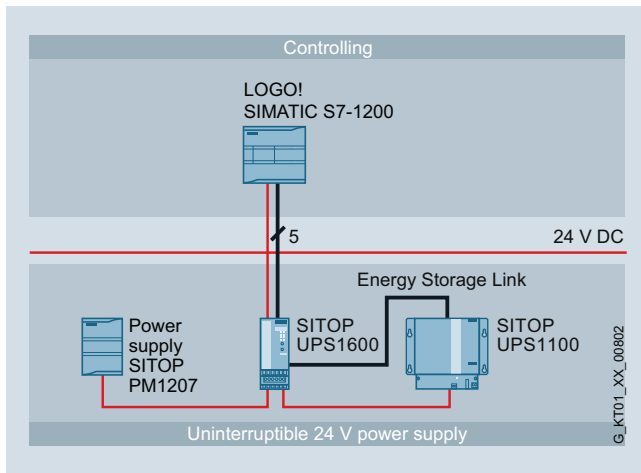 Controlling
LOGO!
SIMATIC S7-1200
5
24 V DC
Energy Storage Link
Power
supply
SITOP
PM1207
SITOP
UPS1600
SITOP
UPS1100
G_KT01_XX_00802
Uninterruptible 24 V power supply